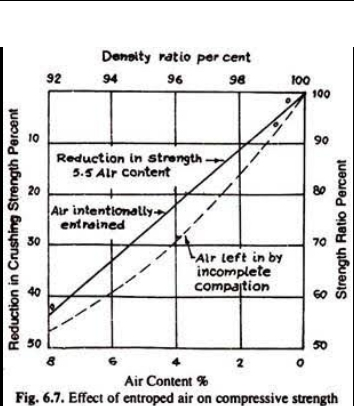 Density ratio per cent
92 94 96 98 100
Reduction in Crushing Strength Percent
10
20
30
40
50
Reduction in strength
5.5 Air content
Air intentionally
entrained
Air left in by
incomplete
compaition
100
90
80
70
60
50
Strength Ratio Percent
8 6 4 2 0
Air Content %
Fig. 6.7. Effect of entroped air on compressive strength